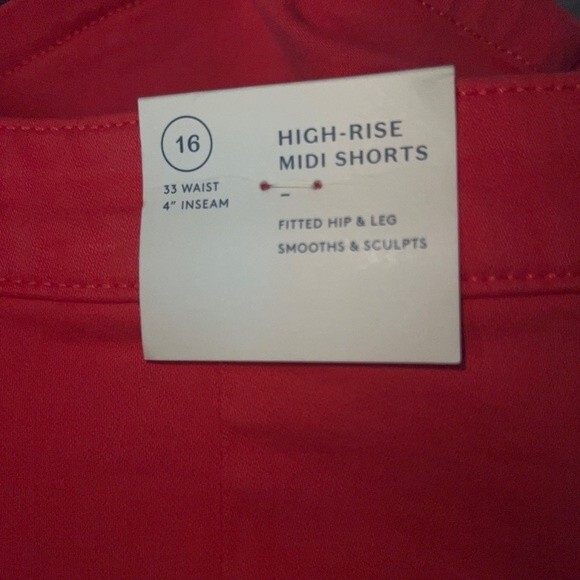 16
33 WAIST
4" INSEAM
HIGH-RISE
MIDI SHORTS
–
FITTED HIP & LEG
SMOOTHS & SCULPTS